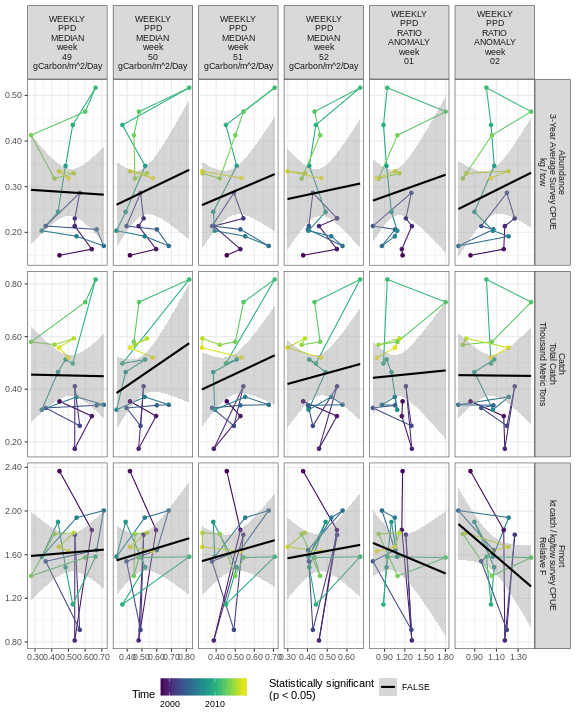 WEEKLY
PPD
MEDIAN
week
49
gCarbon/m^2/Day
WEEKLY
PPD
MEDIAN
week
50
gCarbon/m^2/Day
WEEKLY
PPD
MEDIAN
week
51
gCarbon/m^2/Day
WEEKLY
PPD
MEDIAN
week
52
gCarbon/m^2/Day
WEEKLY
PPD
RATIO
ANOMALY
week
01
WEEKLY
PPD
RATIO
ANOMALY
week
02
0.50
0.40
0.30
0.20
Abundance
3-Year Average Survey CPUE
kg / tow
0.80
0.60
0.40
0.20
Catch
Total Catch
Thousand Metric Tons
2.40
2.00
1.60
1.20
0.80
Fmort
kt catch / kg/tow survey CPUE
Relative F
0.30 0.40 0.50 0.60 0.70
0.40 0.50 0.60 0.70 0.80
0.40 0.50 0.60 0.70
0.30 0.40 0.50 0.60
0.90 1.20 1.50 1.80
0.90 1.10 1.30
Time
2000 2010
Statistically significant
(p < 0.05)
FALSE